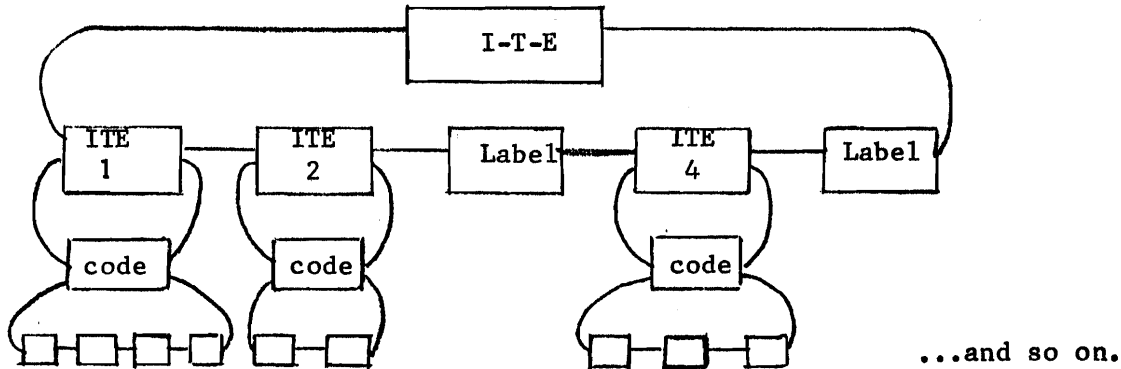 I-T-E
ITE ITE Label ITE Label
1 2 4
code code code
...and so on.